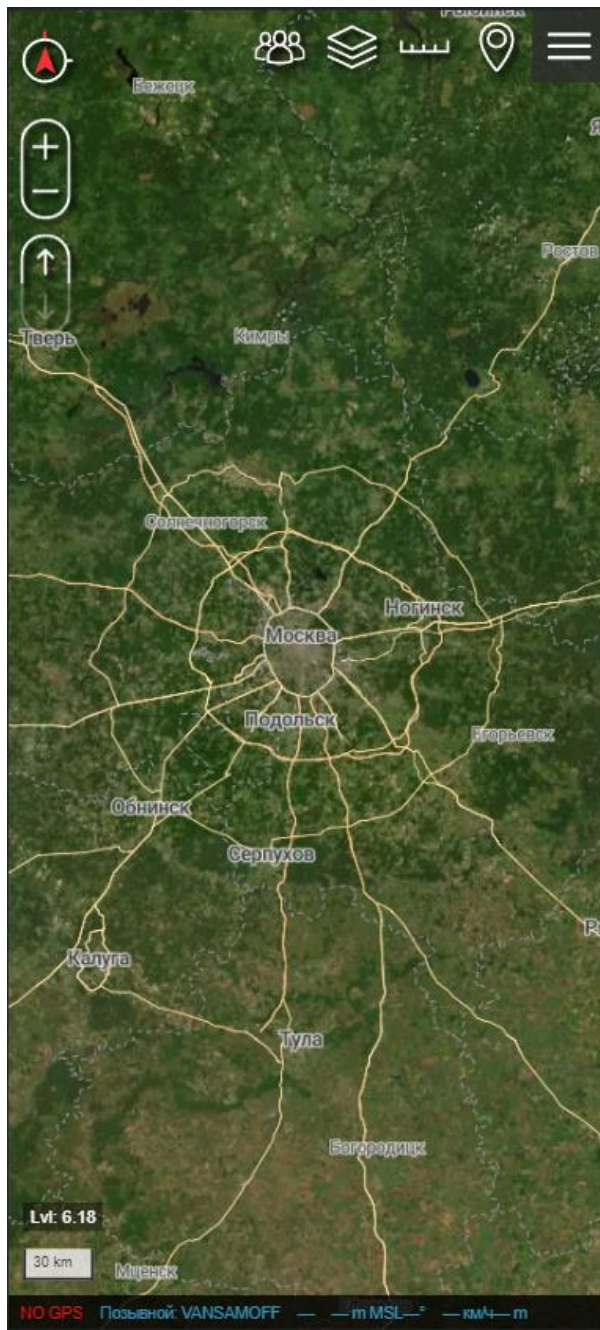 Рыбинск
Бежецк
Ростов
Тверь
Кимры
Солнечногорск
Ногинск
Москва
Подольск
Егорьевск
Обнинск
Серпухов
Калуга
Тула
Богородицк
Lvl: 6.18
30 km
Мценск
NO GPS Позывной: VANSAMOFF — — m MSL —° — км/ч — m